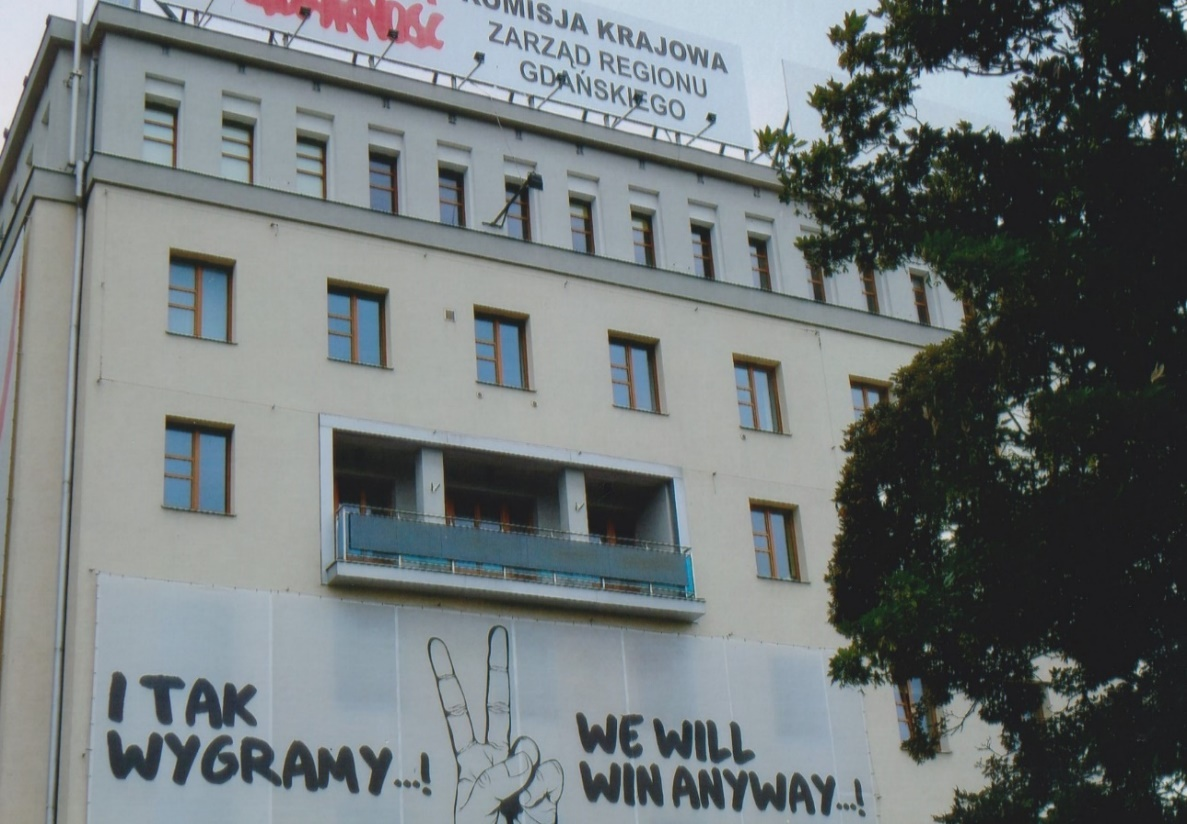 KOMISJA KRAJOWA
ZARZĄD REGIONU
GDAŃSKIEGO
I TAK
WYGRAMY...!
WE WILL
WIN ANYWAY...!